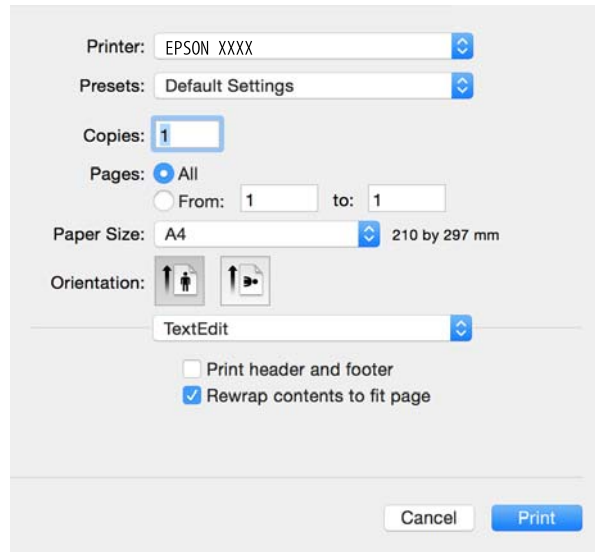 Printer: EPSON XXXX
Presets: Default Settings
Copies: 1
Pages: All
From: 1 to: 1
Paper Size: A4 210 by 297 mm
Orientation:
TextEdit
Print header and footer
Rewrap contents to fit page
Cancel Print